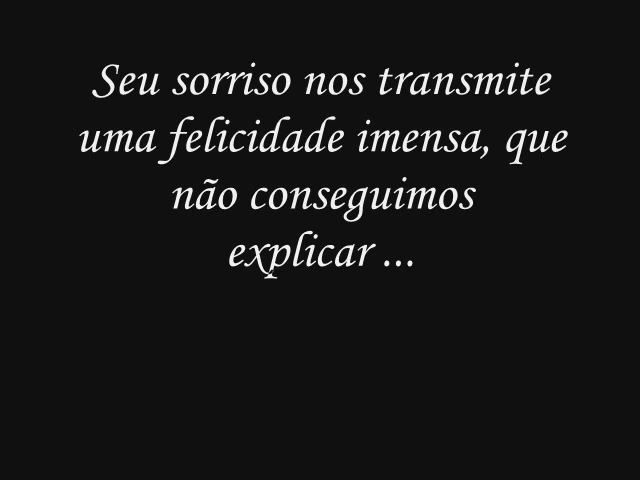 Seu sorriso nos transmite
uma felicidade imensa, que
não conseguimos
explicar ...